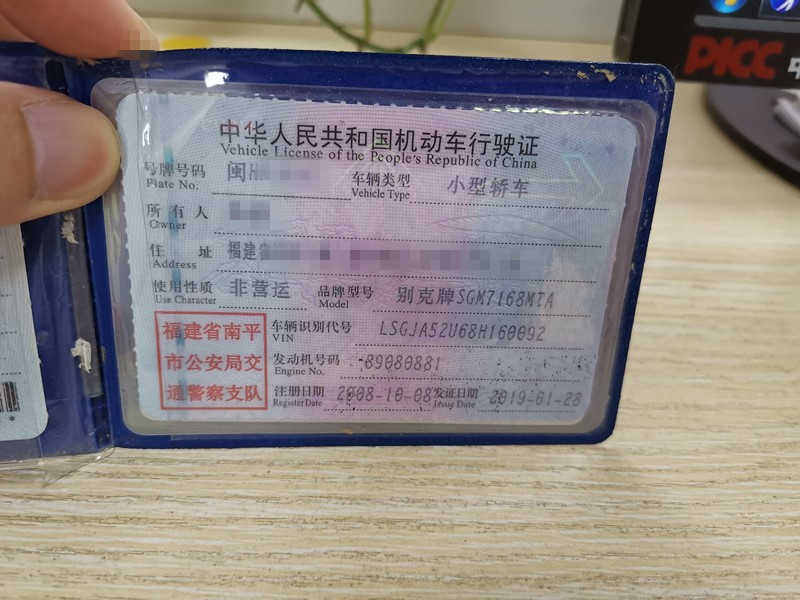 PICC
中华人民共和国机动车行驶证
Vehicle License of the People's Republic of China
号牌号码 闽 车辆类型 小型轿车
Plate No. Vehicle Type
所有人
Owner
住址 福建省
Address
使用性质 非营运 品牌型号 别克牌SGM7168MTA
Use Character Model
福建省南平 车辆识别代号 LSGJA52U68H160092
VIN
市公安局交 发动机号码 89080881
Engine No.
通警察支队 注册日期 2008-10-08 发证日期 2019-01-28
Register Date Issue Date